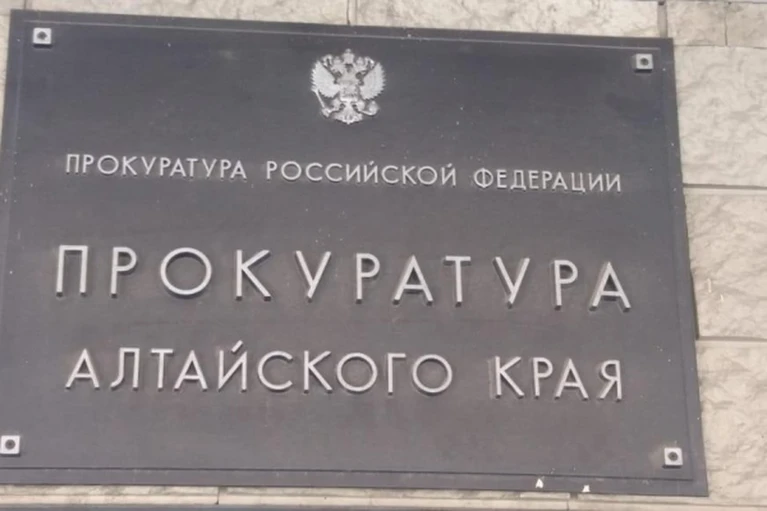 ПРОКУРАТУРА РОССИЙСКОЙ ФЕДЕРАЦИИ
ПРОКУРАТУРА
АЛТАЙСКОГО КРАЯ